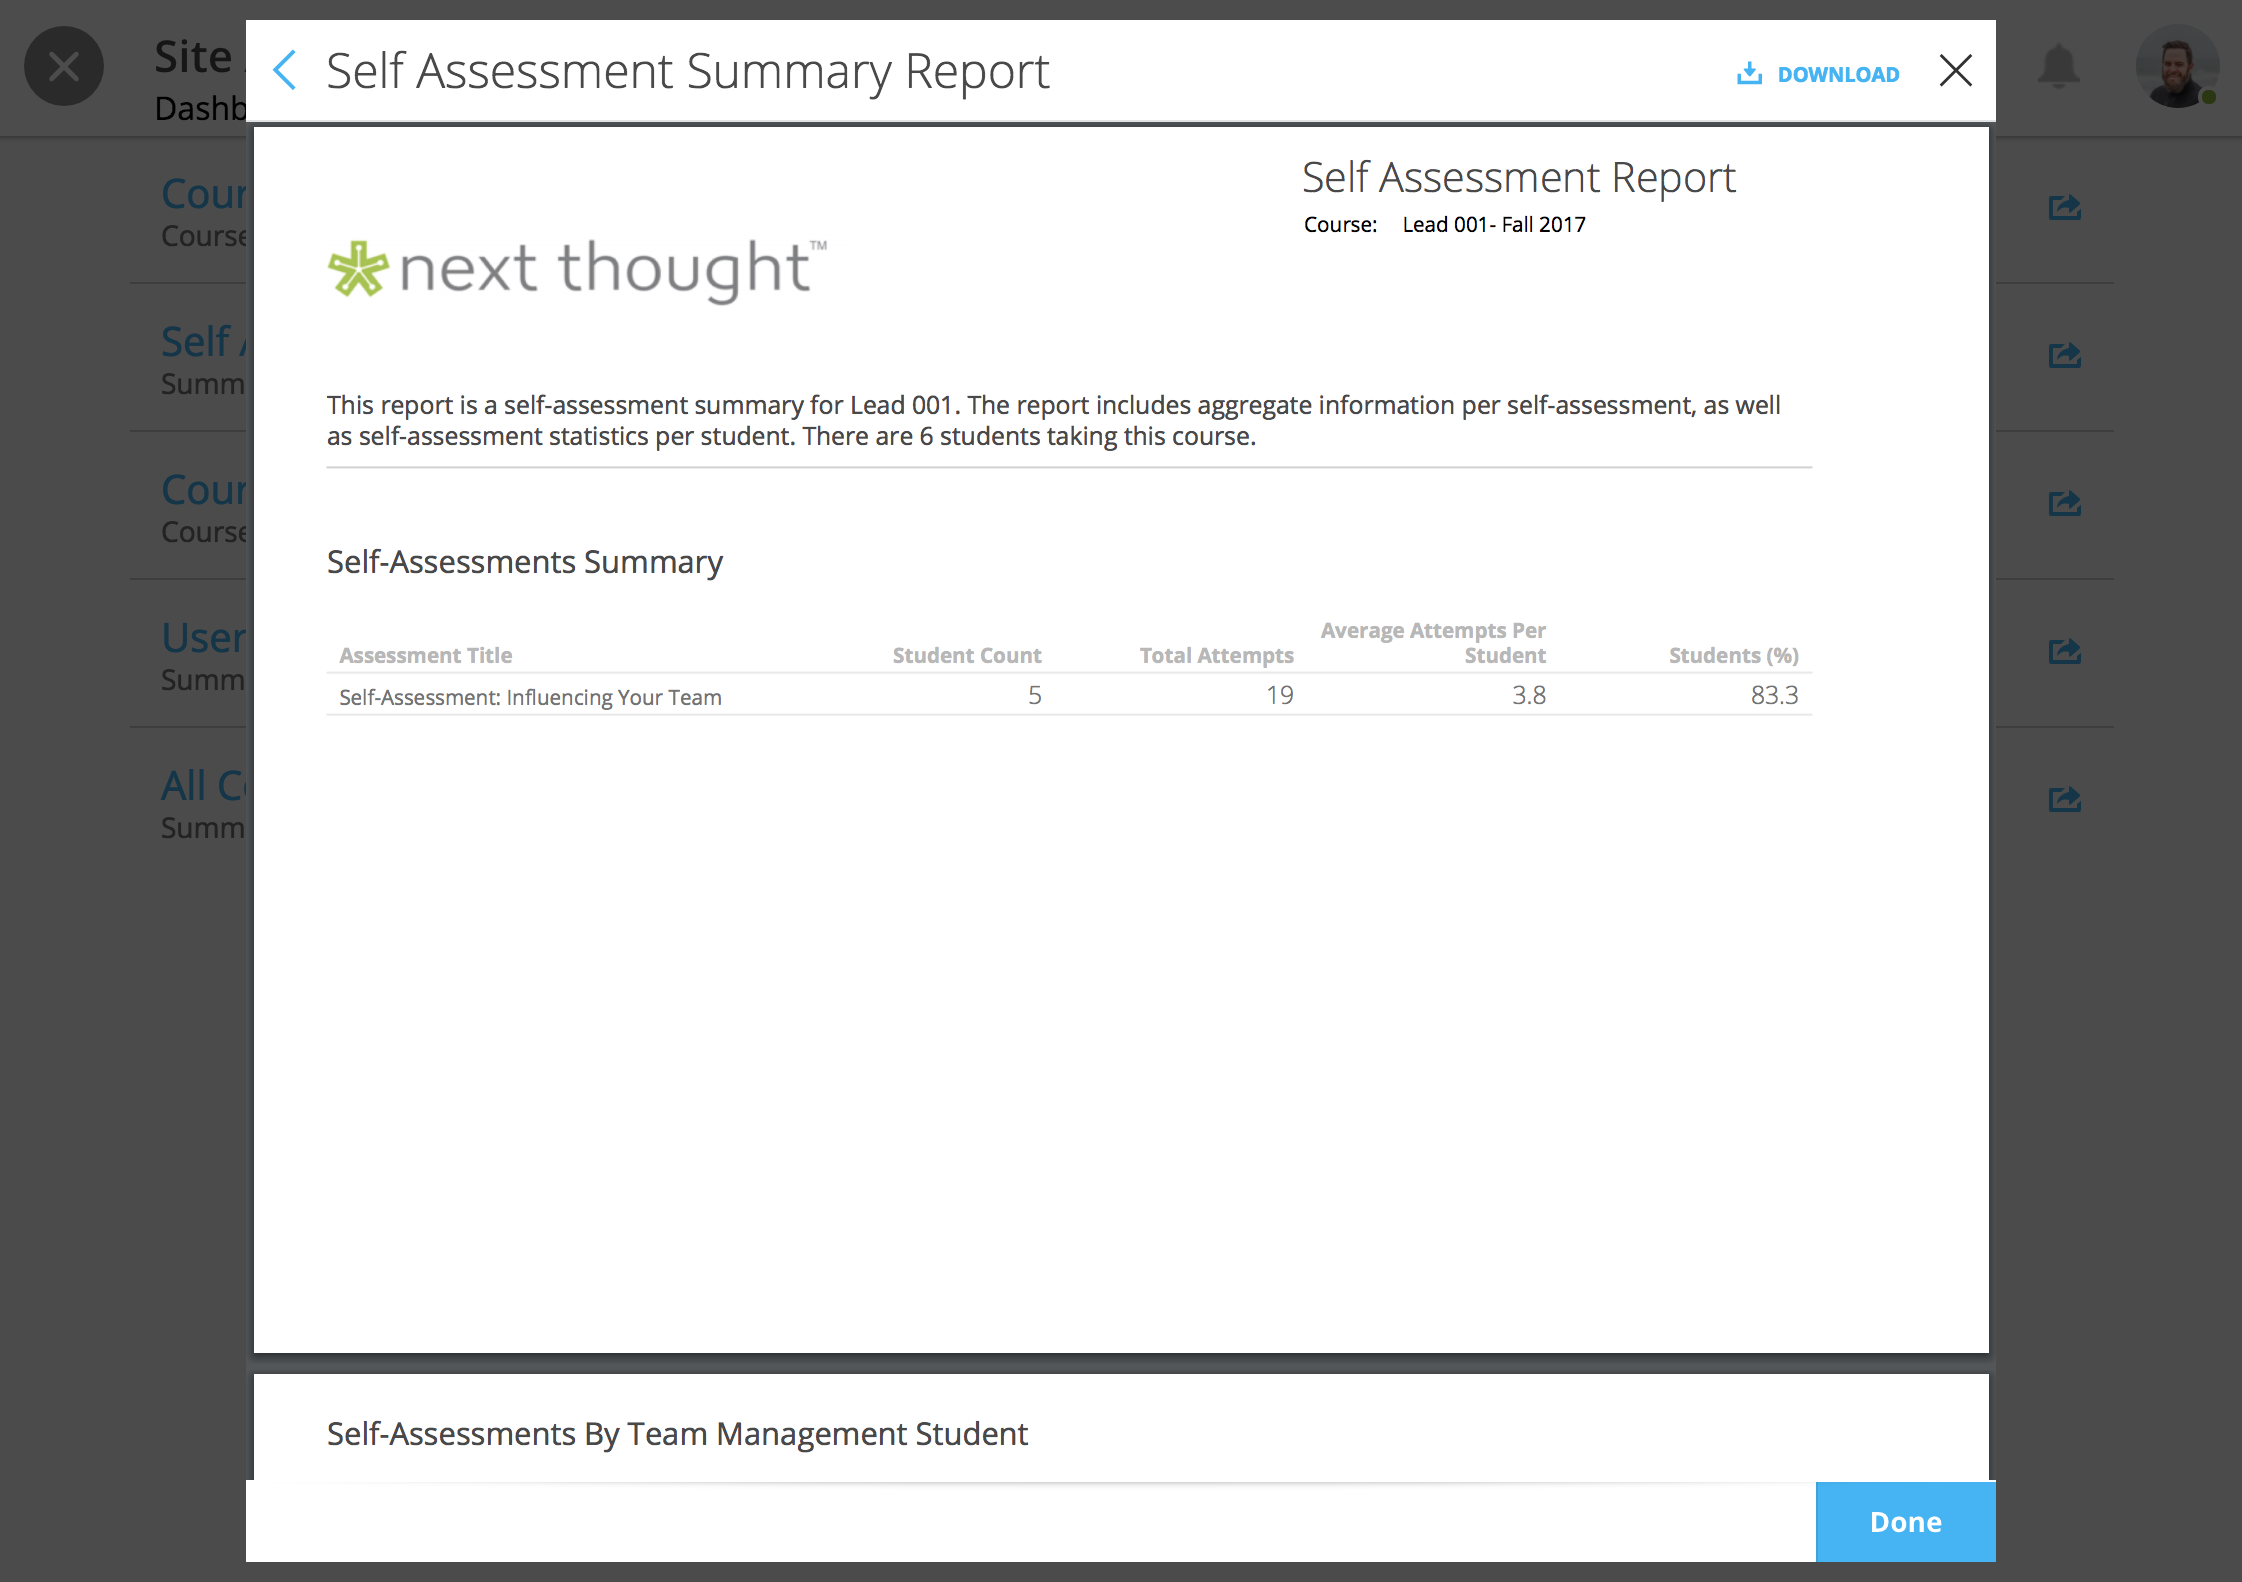 Site
Dashb
Self Assessment Summary Report
DOWNLOAD
Self Assessment Report
Course: Lead 001- Fall 2017
next thought™
This report is a self-assessment summary for Lead 001. The report includes aggregate information per self-assessment, as well
as self-assessment statistics per student. There are 6 students taking this course.
Self-Assessments Summary
Average Attempts Per
Assessment Title Student Count Total Attempts Student Students (%)
Self-Assessment: Influencing Your Team 5 19 3.8 83.3
Self-Assessments By Team Management Student
Done
Cour
Course
Self A
Summ
Cour
Course
User
Summ
All Co
Summ